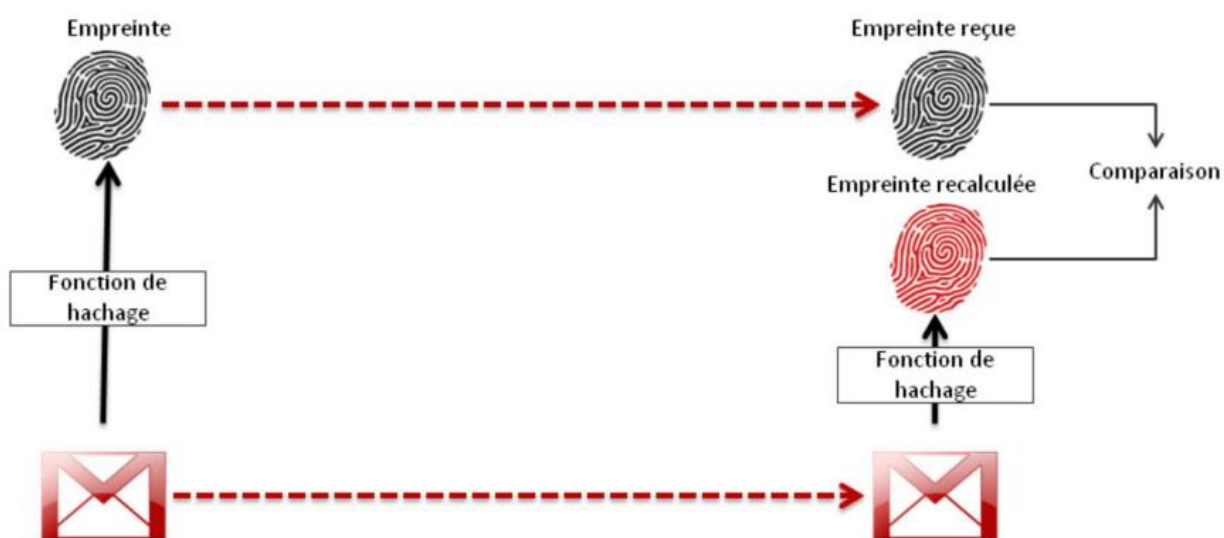 Empreinte
Empreinte reçue
Comparaison
Empreinte recalculée
Fonction de
hachage
Fonction de
hachage